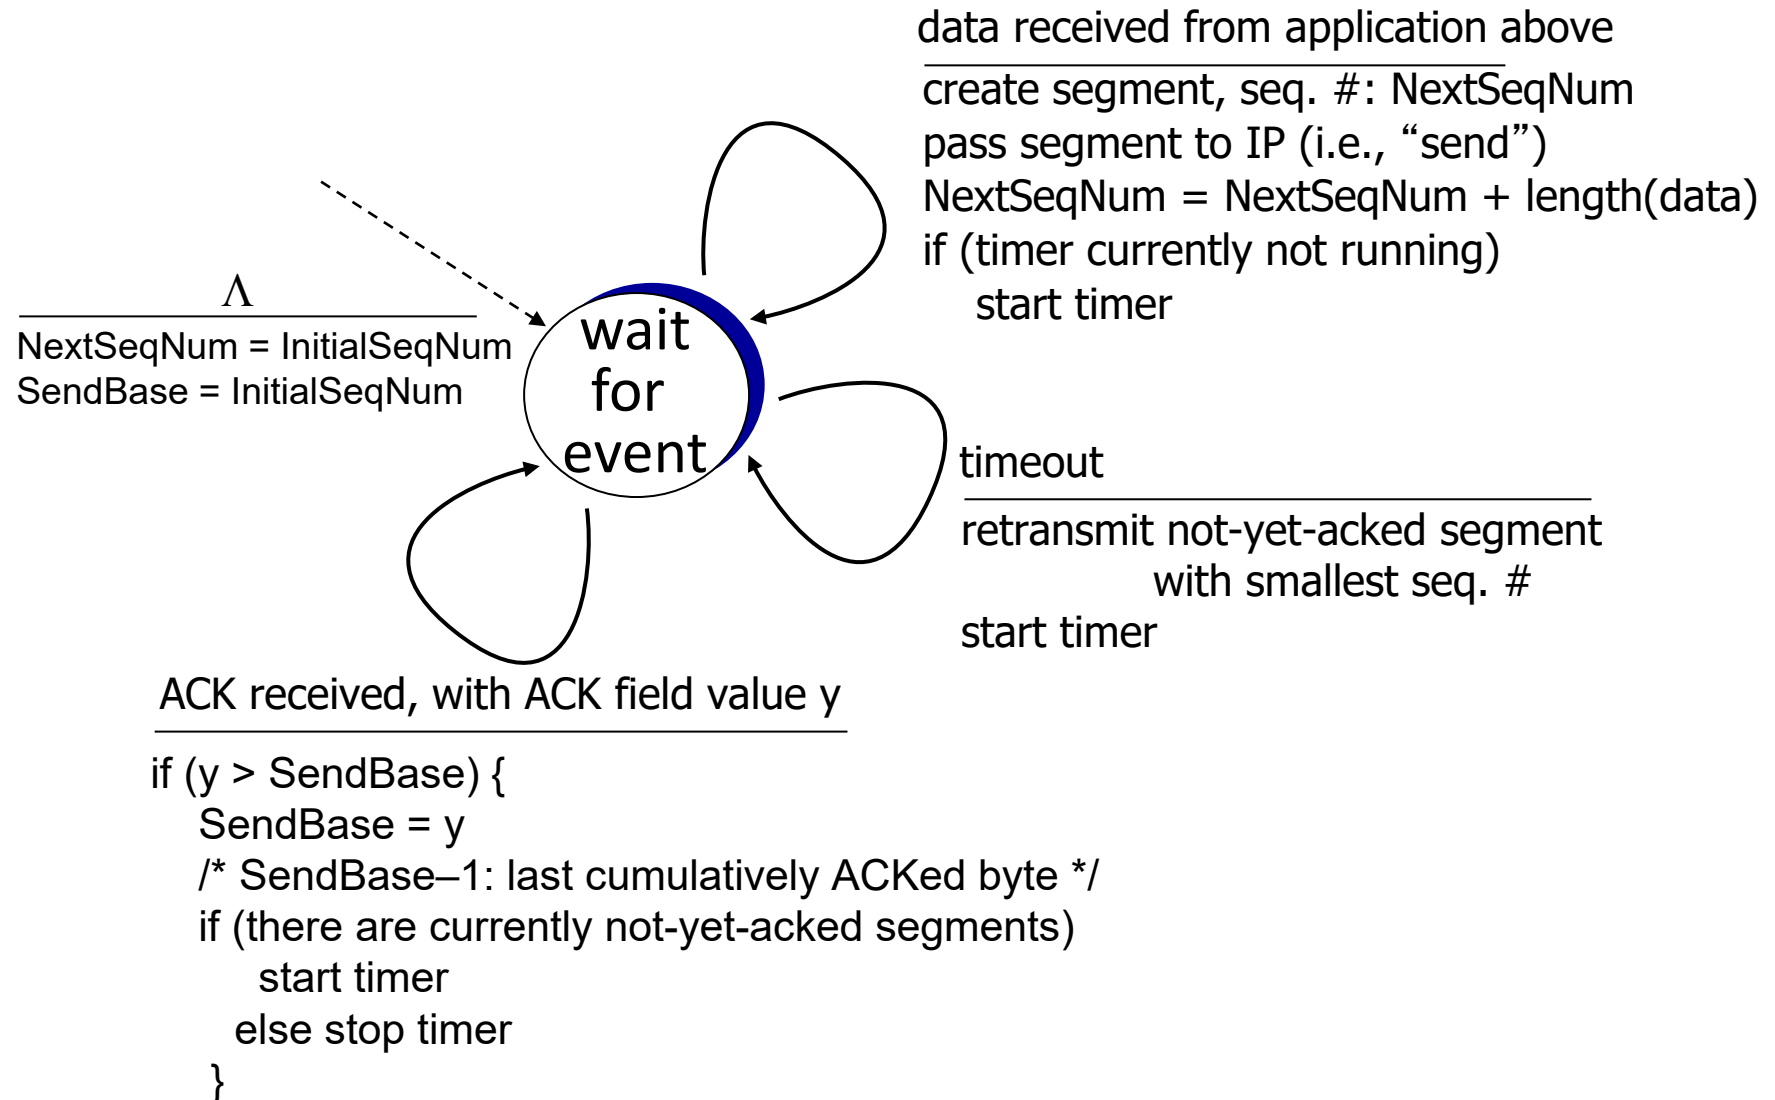 data received from application above
create segment, seq. #: NextSeqNum
pass segment to IP (i.e., “send”)
NextSeqNum = NextSeqNum + length(data)
if (timer currently not running)
start timer
Λ
NextSeqNum = InitialSeqNum
SendBase = InitialSeqNum
wait
for
event
timeout
retransmit not-yet-acked segment
with smallest seq. #
start timer
ACK received, with ACK field value y
if (y > SendBase) {
SendBase = y
/* SendBase–1: last cumulatively ACKed byte */
if (there are currently not-yet-acked segments)
start timer
else stop timer
}